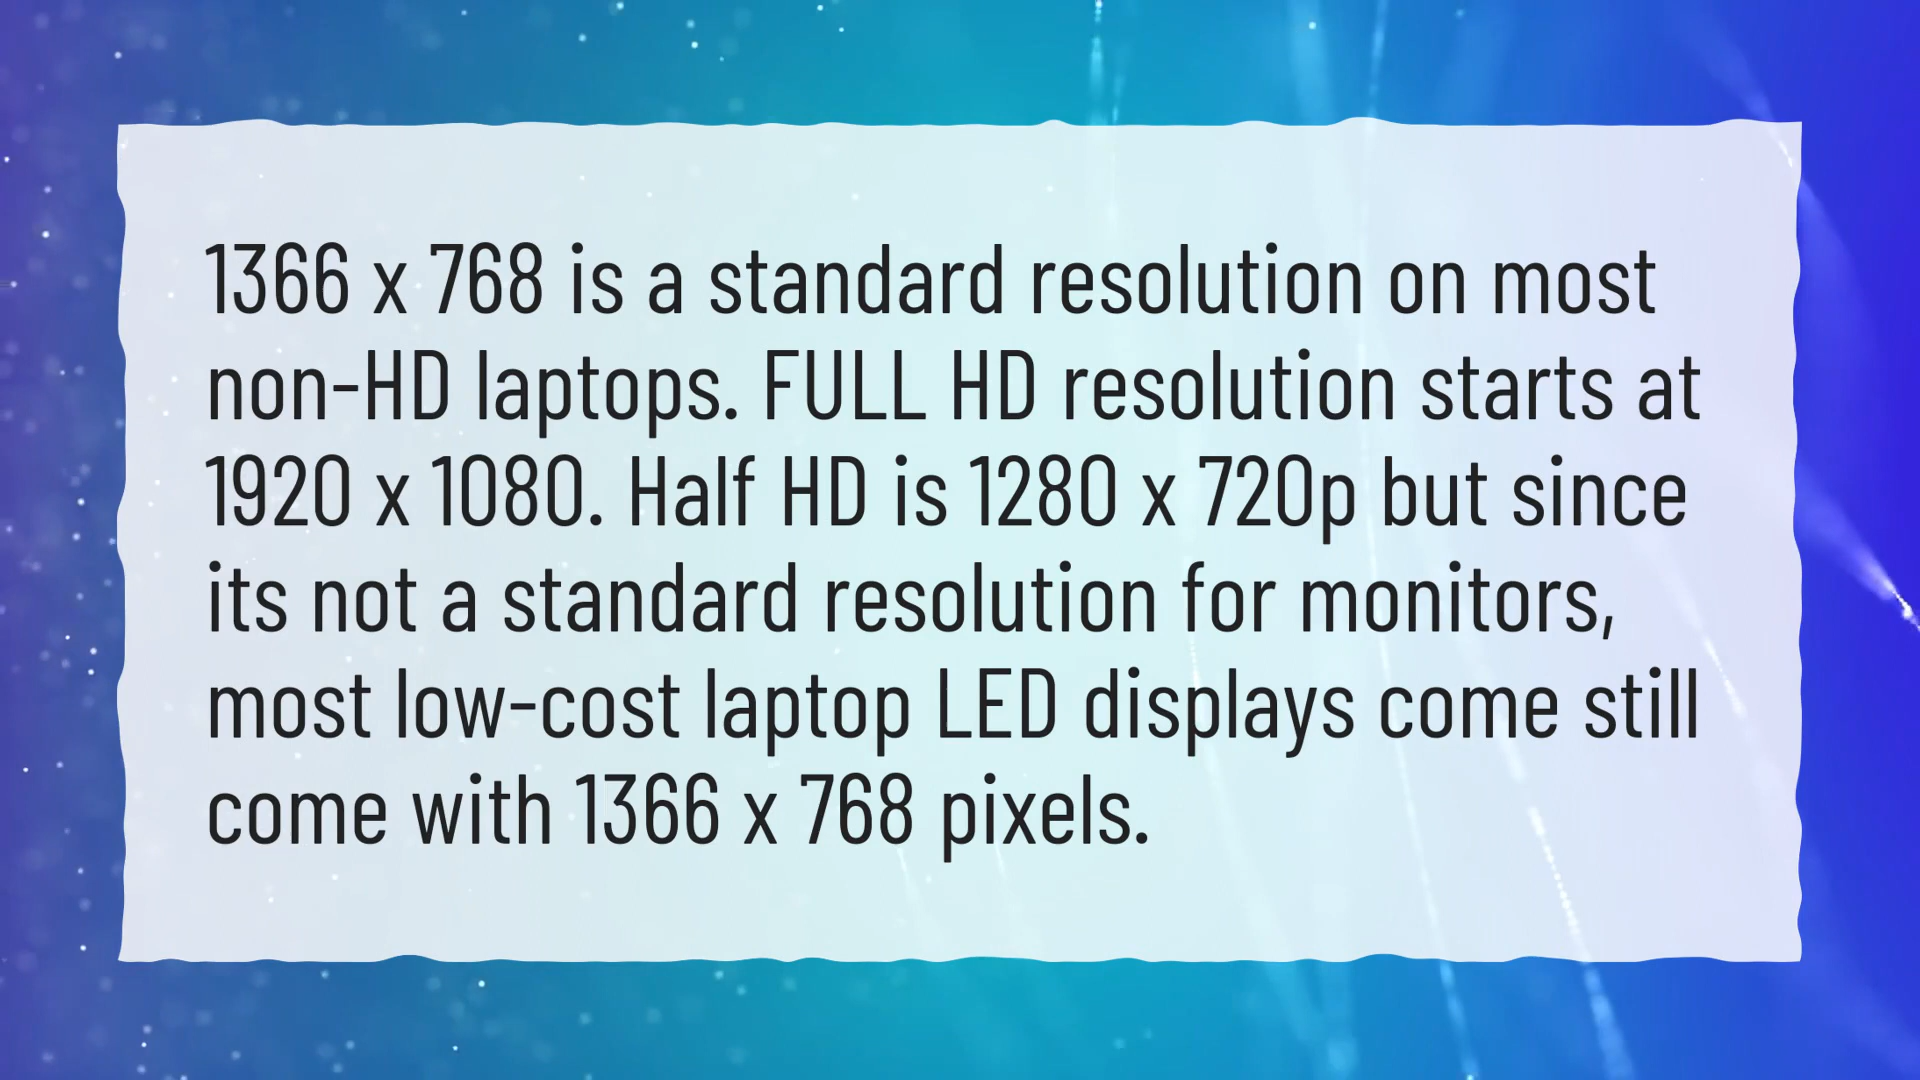 1366 x 768 is a standard resolution on most
non-HD laptops. FULL HD resolution starts at
1920 x 1080. Half HD is 1280 x 720p but since
its not a standard resolution for monitors,
most low-cost laptop LED displays come still
come with 1366 x 768 pixels.